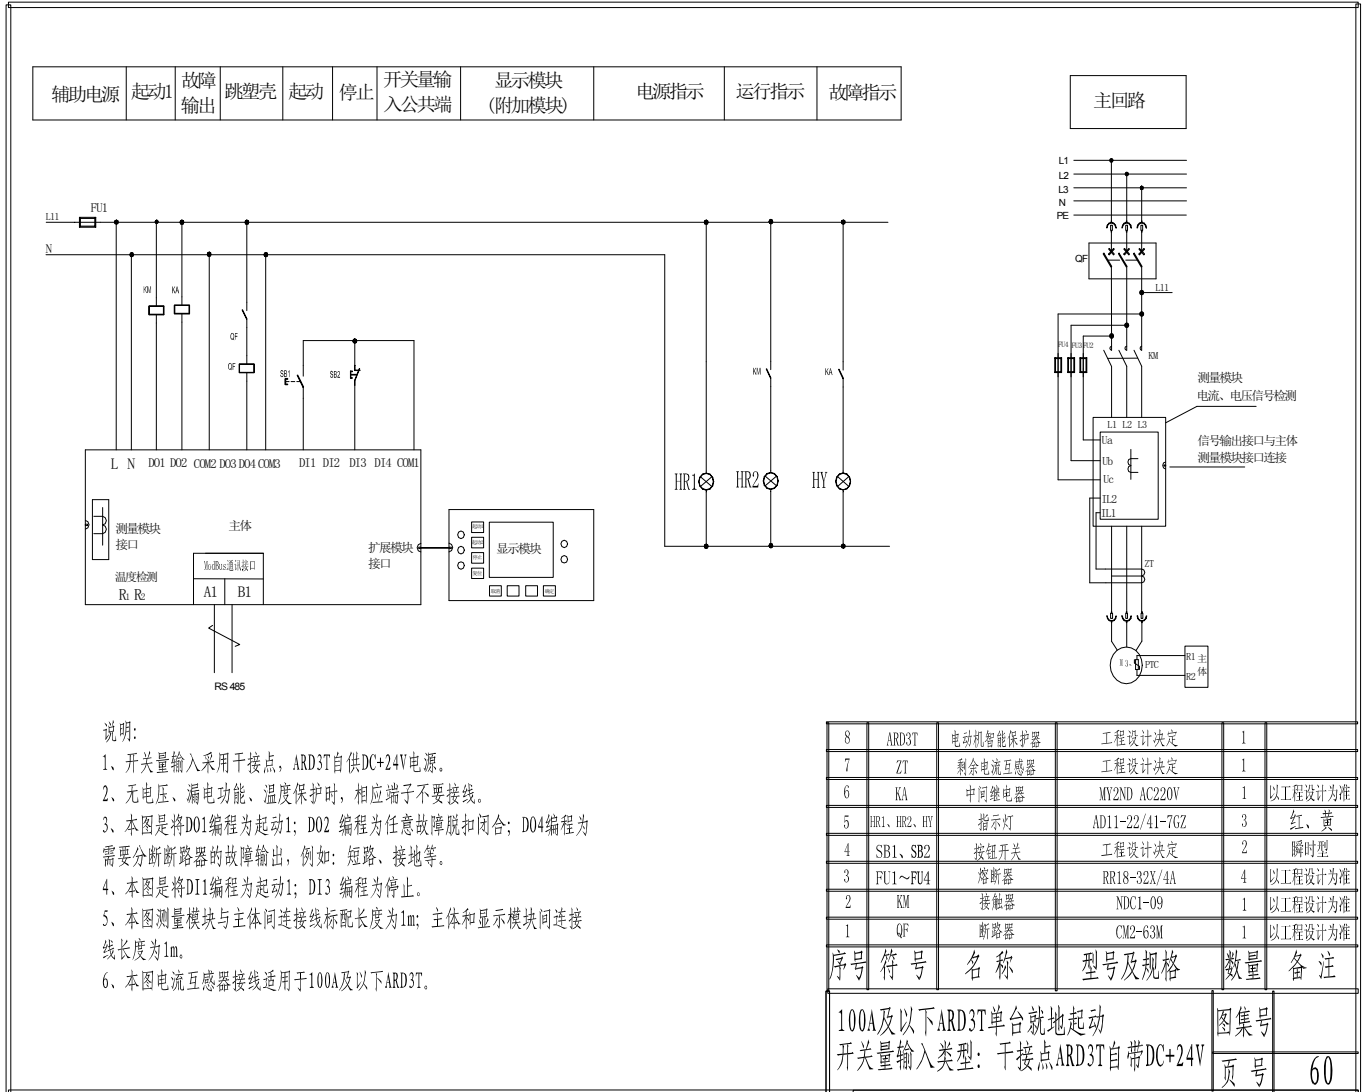 辅助电源 起动1 故障输出 跳塑壳 起动 停止 开关量输入公共端 显示模块(附加模块) 电源指示 运行指示 故障指示
主回路
L1
L2
L3
N
PE
L11 FU1
N
KM KA
QF
QF
SB1 SB2
KM KA
HR1 HR2 HY
L N DO1 DO2 COM2 DO3 DO4 COM3 DI1 DI2 DI3 DI4 COM1
测量模块
接口
主体
扩展模块
接口
显示模块
ModBus通讯接口
温度检测
R1 R2
A1 B1
RS 485
QF
L11
FU4 FU3 FU2
KM
L1 L2 L3
Ua
Ub
Uc
IL2
IL1
测量模块
电流、电压信号检测
信号输出接口与主体
测量模块接口连接
ZT
M 3~ PTC
R1
R2
主体
说明:
1、开关量输入采用干接点，ARD3T自供DC+24V电源。
2、无电压、漏电功能、温度保护时，相应端子不要接线。
3、本图是将DO1编程为起动1；DO2 编程为任意故障脱扣闭合；DO4编程为
需要分断断路器的故障输出，例如：短路、接地等。
4、本图是将DI1编程为起动1；DI3 编程为停止。
5、本图测量模块与主体间连接线标配长度为1m；主体和显示模块间连接
线长度为1m。
6、本图电流互感器接线适用于100A及以下ARD3T。
8 ARD3T 电动机智能保护器 工程设计决定 1
7 ZT 剩余电流互感器 工程设计决定 1
6 KA 中间继电器 MY2ND AC220V 1 以工程设计为准
5 HR1、HR2、HY 指示灯 AD11-22/41-7GZ 3 红、黄
4 SB1、SB2 按钮开关 工程设计决定 2 瞬时型
3 FU1～FU4 熔断器 RR18-32X/4A 4 以工程设计为准
2 KM 接触器 NDC1-09 1 以工程设计为准
1 QF 断路器 CM2-63M 1 以工程设计为准
序号 符 号 名 称 型号及规格 数量 备 注
100A及以下ARD3T单台就地起动
开关量输入类型：干接点ARD3T自带DC+24V
图集号
页 号 60